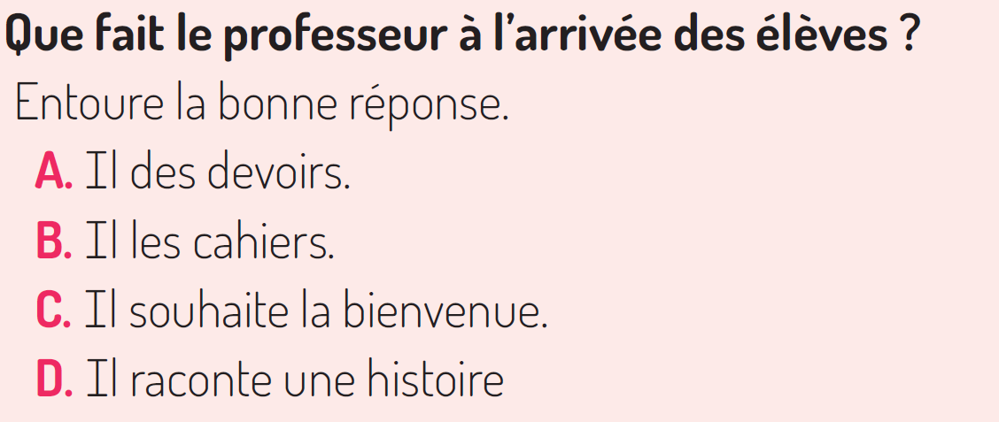 Que fait le professeur à l’arrivée des élèves ?
Entoure la bonne réponse.
A. Il des devoirs.
B. Il les cahiers.
C. Il souhaite la bienvenue.
D. Il raconte une histoire